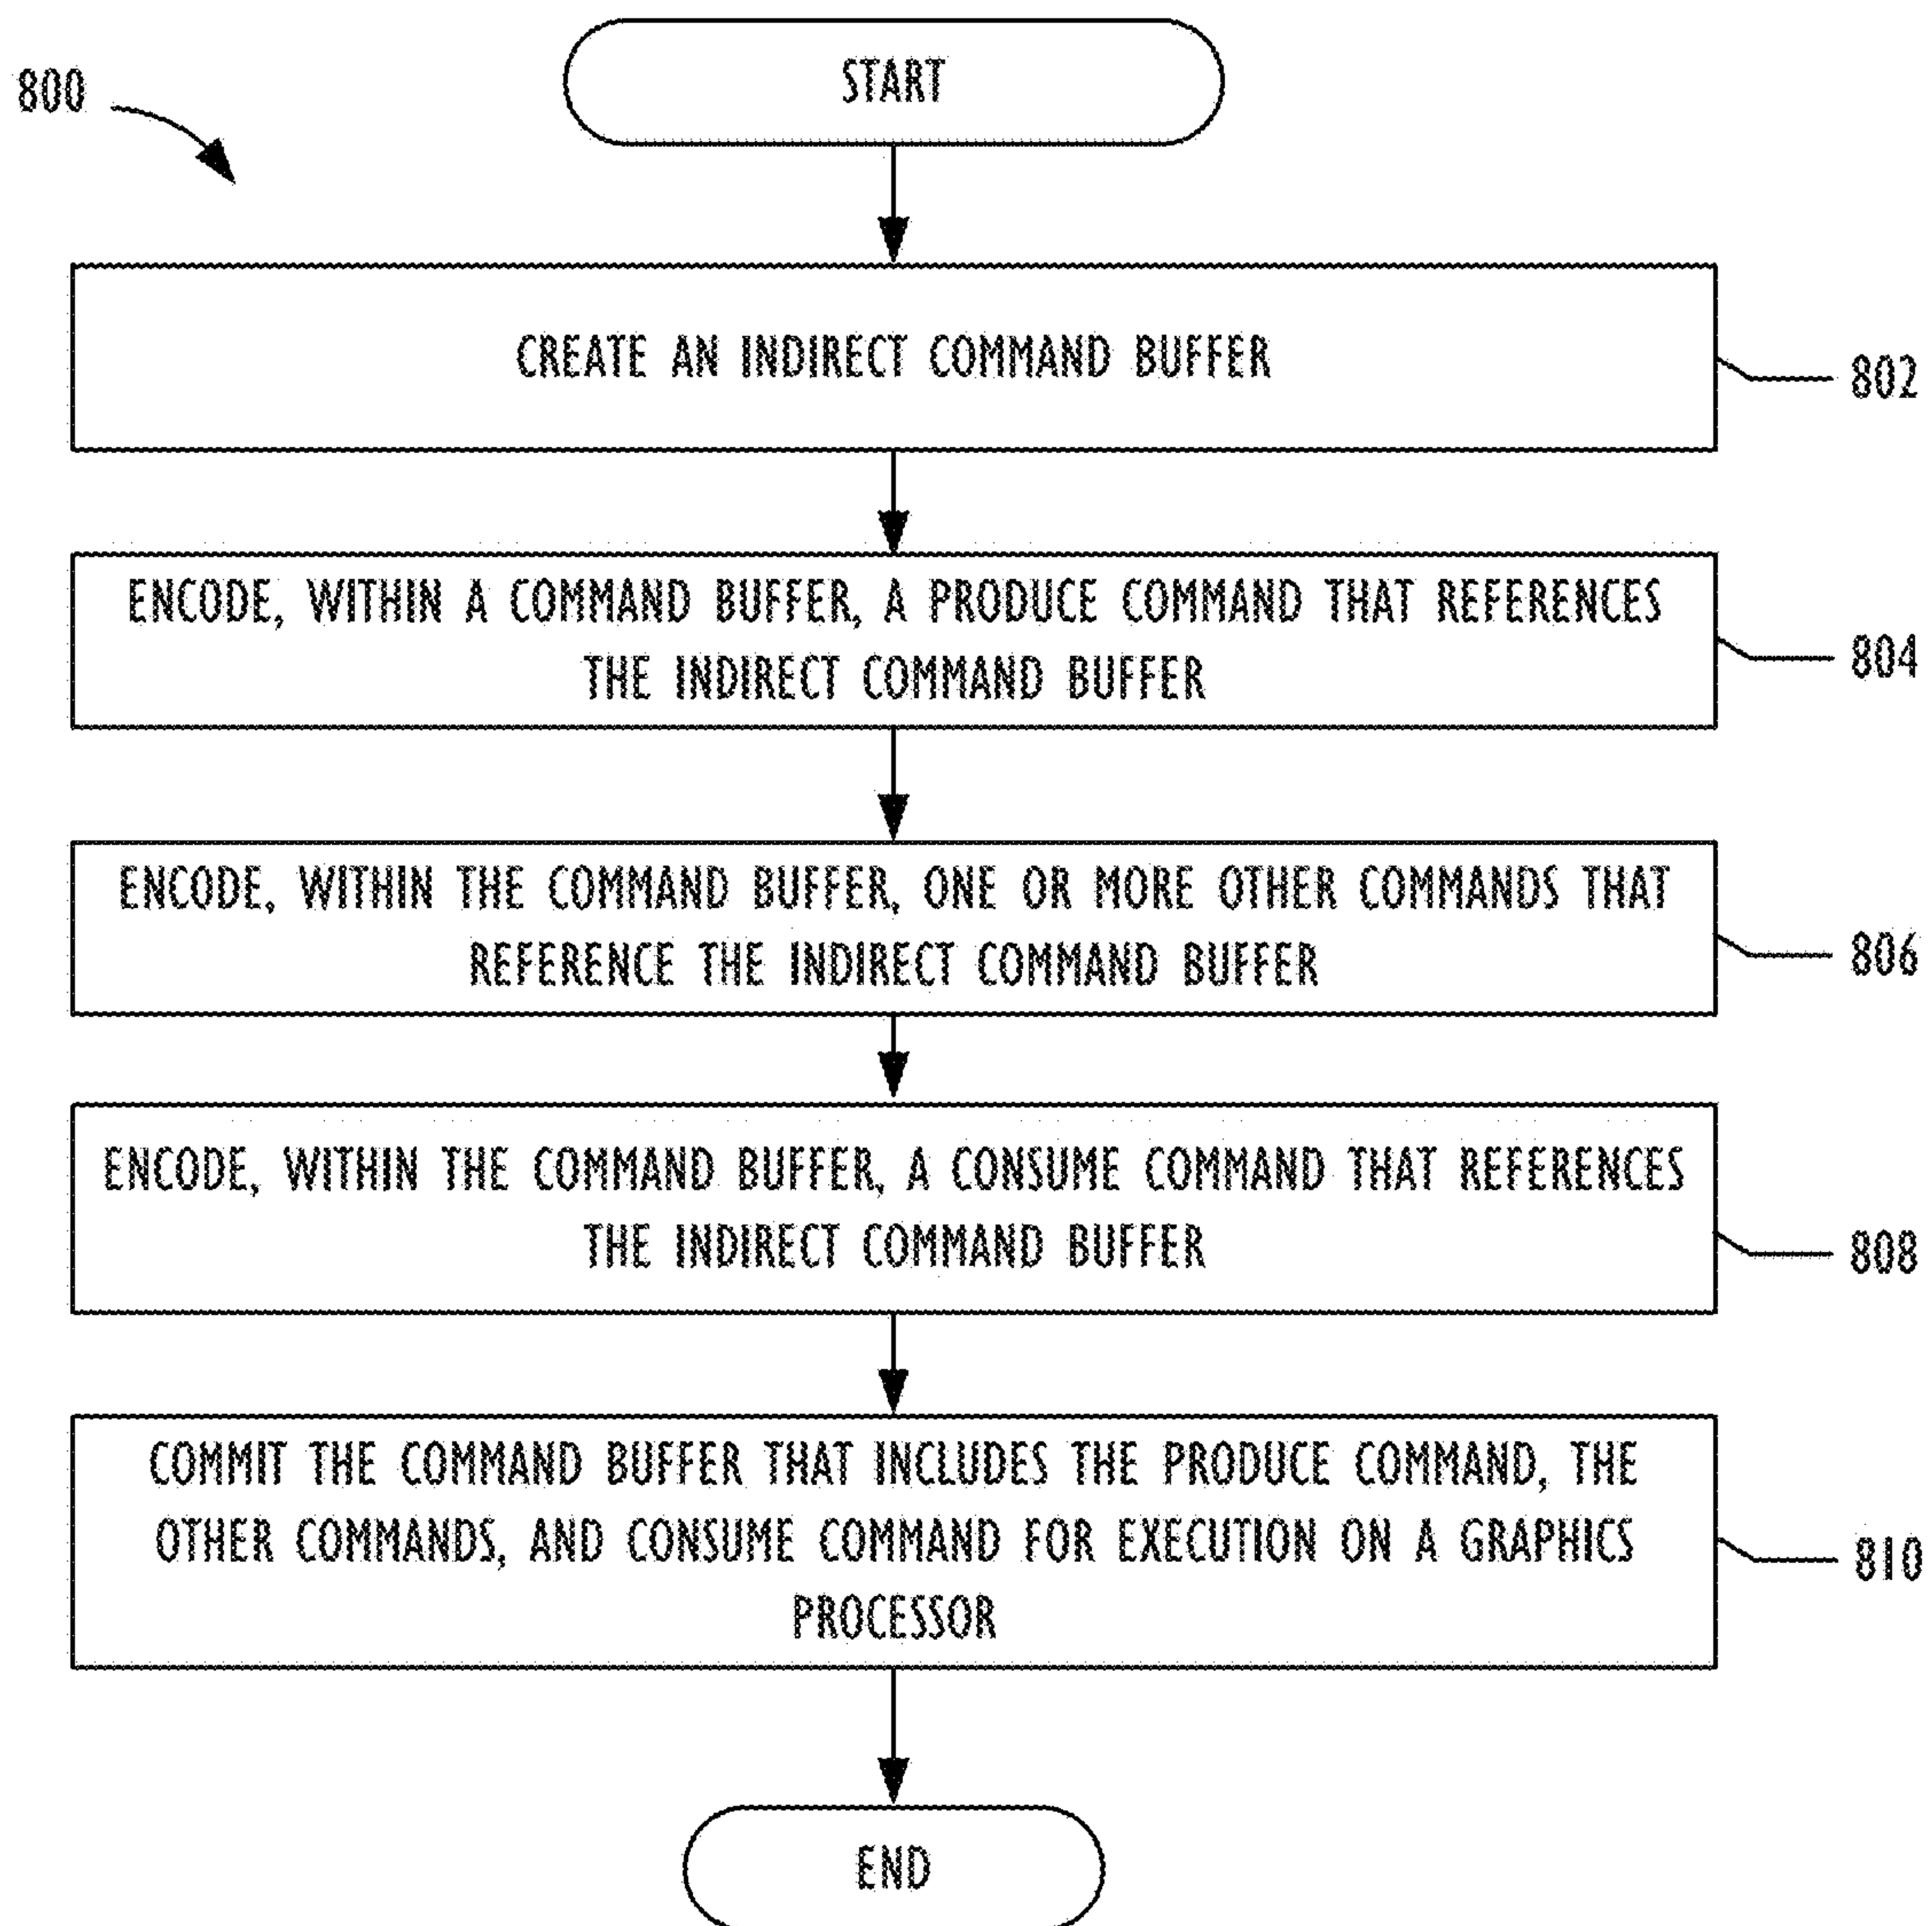 START
800
CREATE AN INDIRECT COMMAND BUFFER
802
ENCODE, WITHIN A COMMAND BUFFER, A PRODUCE COMMAND THAT REFERENCES
THE INDIRECT COMMAND BUFFER
804
ENCODE, WITHIN THE COMMAND BUFFER, ONE OR MORE OTHER COMMANDS THAT
REFERENCE THE INDIRECT COMMAND BUFFER
806
ENCODE, WITHIN THE COMMAND BUFFER, A CONSUME COMMAND THAT REFERENCES
THE INDIRECT COMMAND BUFFER
808
COMMIT THE COMMAND BUFFER THAT INCLUDES THE PRODUCE COMMAND, THE
OTHER COMMANDS, AND CONSUME COMMAND FOR EXECUTION ON A GRAPHICS
PROCESSOR
810
END